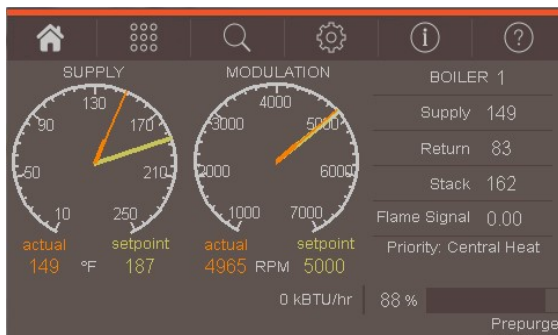 SUPPLY
130
90
170
50
210
10
250
actual
setpoint
149 °F 187
MODULATION
4000
3000
5000
2000
6000
1000
7000
actual
setpoint
4965 RPM 5000
BOILER 1
Supply 149
Return 83
Stack 162
Flame Signal 0.00
Priority: Central Heat
0 kBTU/hr 88 %
Prepurge
i
?